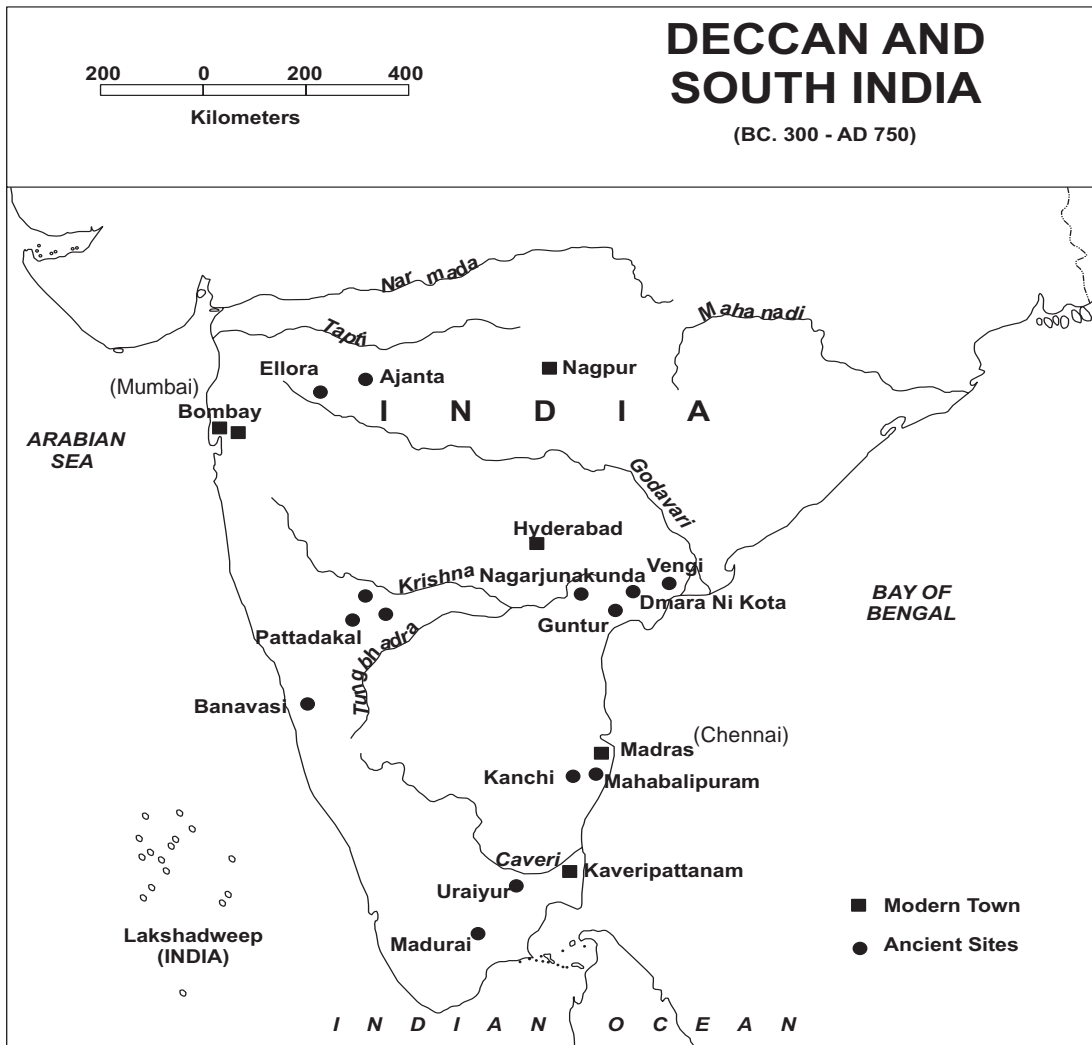 DECCAN AND
SOUTH INDIA
(BC. 300 - AD 750)
200 0 200 400
Kilometers
Nar mada
Tapti
Maha nadi
Ellora
Ajanta
Nagpur
(Mumbai)
Bombay
I N D I A
ARABIAN
SEA
Godavari
Hyderabad
Krishna
Nagarjunakunda
Vengi
Dmara Ni Kota
Guntur
BAY OF
BENGAL
Pattadakal
Tungbhadra
Banavasi
Madras
(Chennai)
Kanchi
Mahabalipuram
Caveri
Kaveripattanam
Uraiyur
Madurai
Lakshadweep
(INDIA)
Modern Town
Ancient Sites
I N D I A N O C E A N